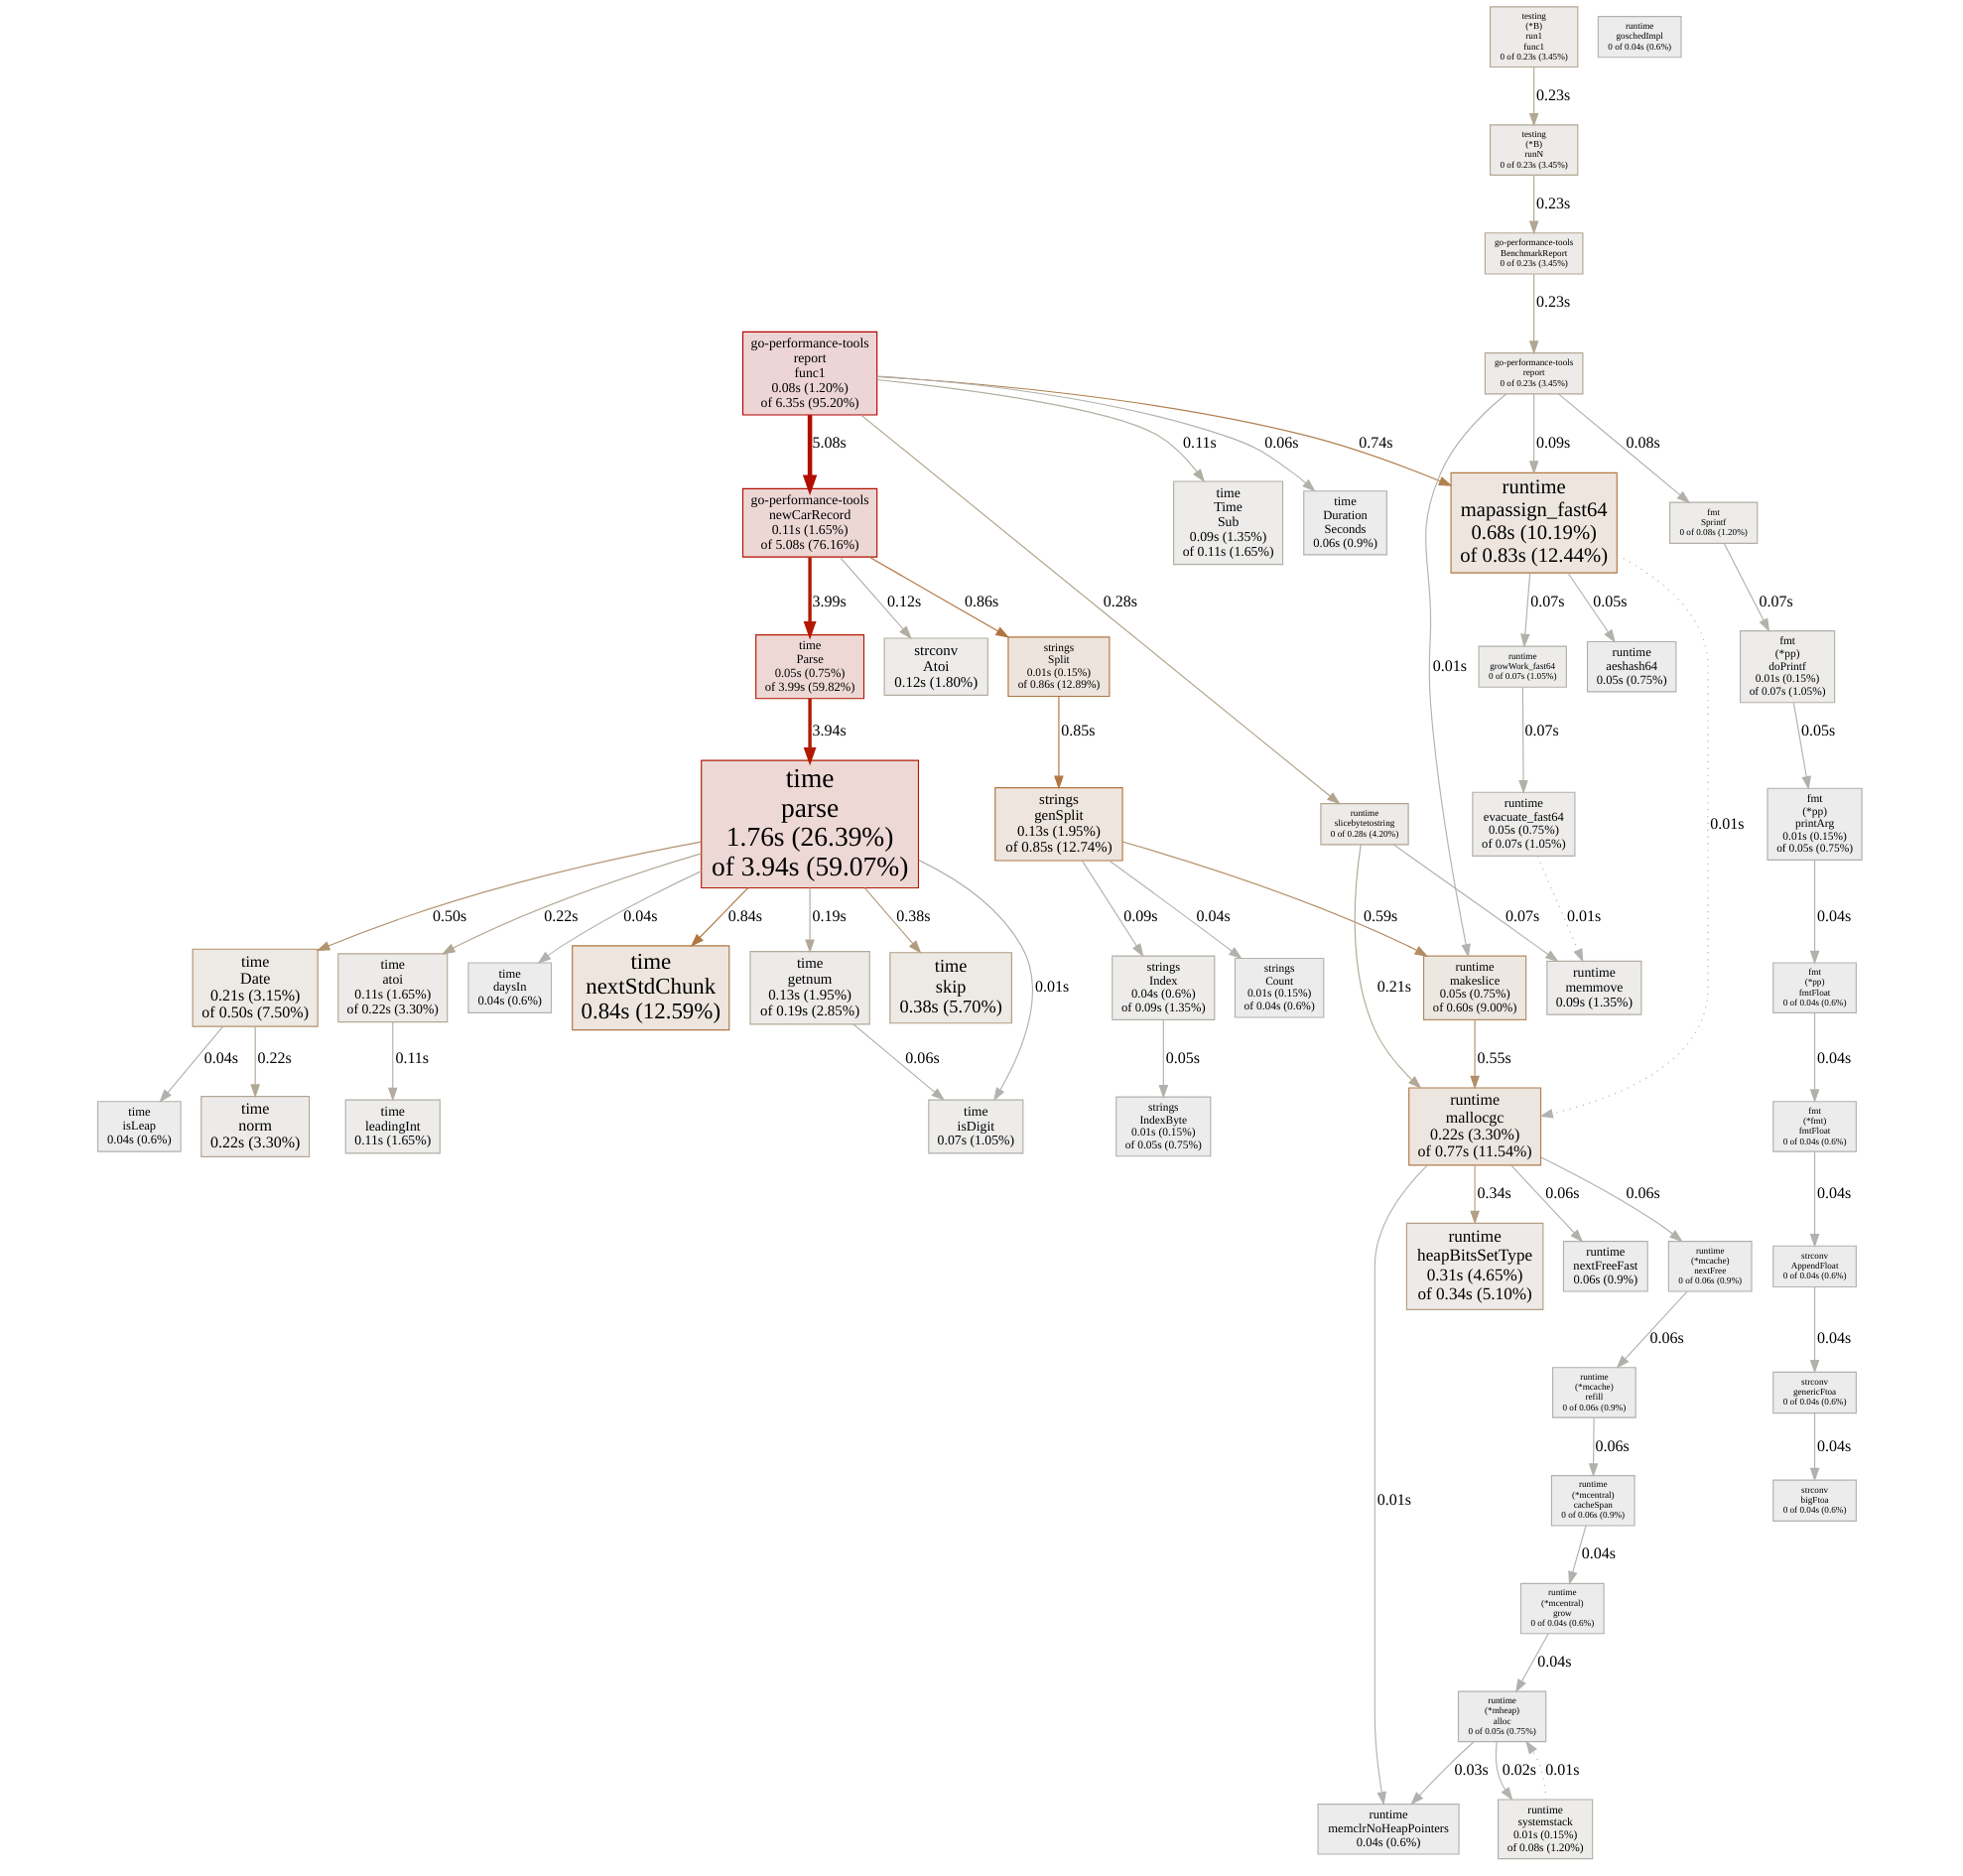 testing
(*B)
run1
func1
0 of 0.23s (3.45%)
runtime
goschedImpl
0 of 0.04s (0.6%)
0.23s
testing
(*B)
runN
0 of 0.23s (3.45%)
0.23s
go-performance-tools
BenchmarkReport
0 of 0.23s (3.45%)
0.23s
go-performance-tools
report
func1
0.08s (1.20%)
of 6.35s (95.20%)
go-performance-tools
report
0 of 0.23s (3.45%)
5.08s
0.11s
0.06s
0.74s
0.09s
0.08s
go-performance-tools
newCarRecord
0.11s (1.65%)
of 5.08s (76.16%)
time
Time
Sub
0.09s (1.35%)
of 0.11s (1.65%)
time
Duration
Seconds
0.06s (0.9%)
runtime
mapassign_fast64
0.68s (10.19%)
of 0.83s (12.44%)
fmt
Sprintf
0 of 0.08s (1.20%)
3.99s
0.12s
0.86s
0.28s
0.07s
0.05s
0.07s
time
Parse
0.05s (0.75%)
of 3.99s (59.82%)
strconv
Atoi
0.12s (1.80%)
strings
Split
0.01s (0.15%)
of 0.86s (12.89%)
0.01s
runtime
growWork_fast64
0 of 0.07s (1.05%)
runtime
aeshash64
0.05s (0.75%)
fmt
(*pp)
doPrintf
0.01s (0.15%)
of 0.07s (1.05%)
3.94s
0.85s
0.07s
0.05s
time
parse
1.76s (26.39%)
of 3.94s (59.07%)
strings
genSplit
0.13s (1.95%)
of 0.85s (12.74%)
runtime
slicebytetostring
0 of 0.28s (4.20%)
runtime
evacuate_fast64
0.05s (0.75%)
of 0.07s (1.05%)
0.01s
fmt
(*pp)
printArg
0.01s (0.15%)
of 0.05s (0.75%)
0.50s
0.22s
0.04s
0.84s
0.19s
0.38s
0.09s
0.04s
0.59s
0.07s
0.01s
0.04s
time
Date
0.21s (3.15%)
of 0.50s (7.50%)
time
atoi
0.11s (1.65%)
of 0.22s (3.30%)
time
daysIn
0.04s (0.6%)
time
nextStdChunk
0.84s (12.59%)
time
getnum
0.13s (1.95%)
of 0.19s (2.85%)
time
skip
0.38s (5.70%)
0.01s
strings
Index
0.04s (0.6%)
of 0.09s (1.35%)
strings
Count
0.01s (0.15%)
of 0.04s (0.6%)
0.21s
runtime
makeslice
0.05s (0.75%)
of 0.60s (9.00%)
runtime
memmove
0.09s (1.35%)
fmt
(*pp)
fmtFloat
0 of 0.04s (0.6%)
0.04s
0.22s
0.11s
0.06s
0.05s
0.55s
0.04s
time
isLeap
0.04s (0.6%)
time
norm
0.22s (3.30%)
time
leadingInt
0.11s (1.65%)
time
isDigit
0.07s (1.05%)
strings
IndexByte
0.01s (0.15%)
of 0.05s (0.75%)
runtime
mallocgc
0.22s (3.30%)
of 0.77s (11.54%)
fmt
(*fmt)
fmtFloat
0 of 0.04s (0.6%)
0.34s
0.06s
0.06s
0.04s
runtime
heapBitsSetType
0.31s (4.65%)
of 0.34s (5.10%)
runtime
nextFreeFast
0.06s (0.9%)
runtime
(*mcache)
nextFree
0 of 0.06s (0.9%)
strconv
AppendFloat
0 of 0.04s (0.6%)
0.06s
0.04s
runtime
(*mcache)
refill
0 of 0.06s (0.9%)
strconv
genericFtoa
0 of 0.04s (0.6%)
0.06s
0.04s
0.01s
runtime
(*mcentral)
cacheSpan
0 of 0.06s (0.9%)
strconv
bigFtoa
0 of 0.04s (0.6%)
0.04s
runtime
(*mcentral)
grow
0 of 0.04s (0.6%)
0.04s
runtime
(*mheap)
alloc
0 of 0.05s (0.75%)
0.03s
0.02s
0.01s
runtime
memclrNoHeapPointers
0.04s (0.6%)
runtime
systemstack
0.01s (0.15%)
of 0.08s (1.20%)